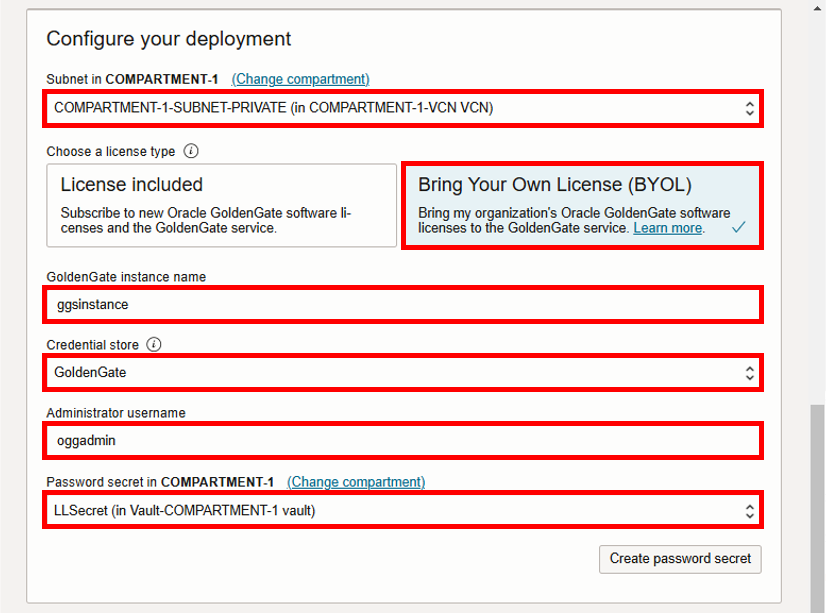 Configure your deployment
Subnet in COMPARTMENT-1 (Change compartment)
COMPARTMENT-1-SUBNET-PRIVATE (in COMPARTMENT-1-VCN VCN)
Choose a license type
License included
Subscribe to new Oracle GoldenGate software li-
censes and the GoldenGate service.
Bring Your Own License (BYOL)
Bring my organization's Oracle GoldenGate software
licenses to the GoldenGate service. Learn more.
GoldenGate instance name
ggsinstance
Credential store
GoldenGate
Administrator username
oggadmin
Password secret in COMPARTMENT-1 (Change compartment)
LLSecret (in Vault-COMPARTMENT-1 vault)
Create password secret